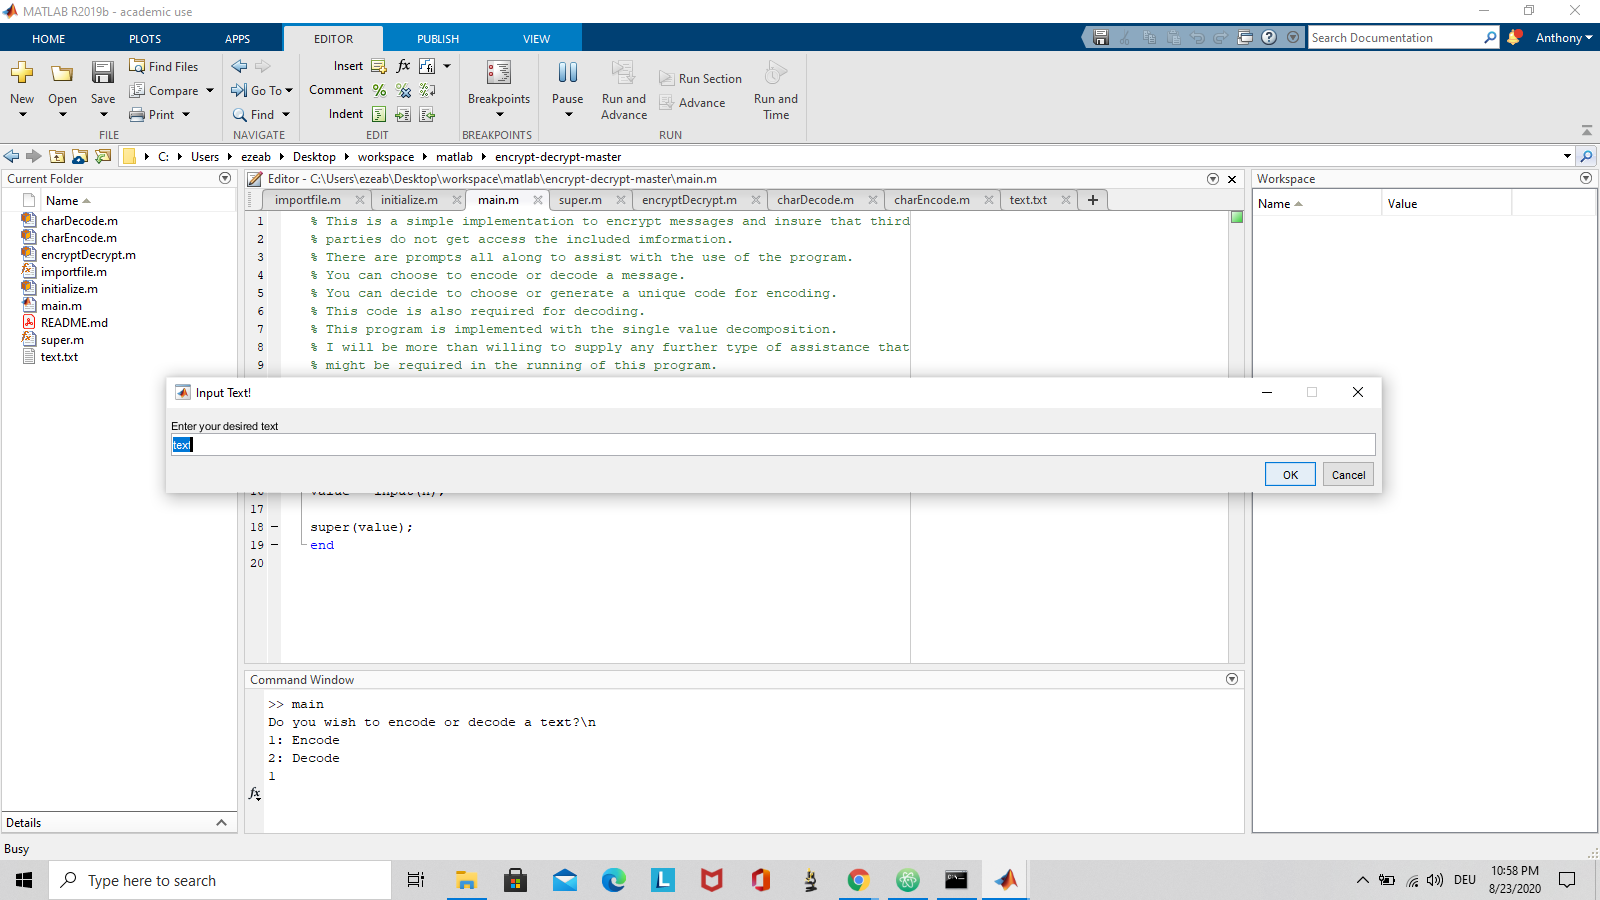 MATLAB R2019b - academic use
HOME PLOTS APPS EDITOR PUBLISH VIEW
Search Documentation
Anthony
New Open Save
Find Files
Compare
Print
FILE
Go To
Find
NAVIGATE
Insert
Comment
Indent
EDIT
Breakpoints
BREAKPOINTS
Pause
Run and Advance
Run Section
Advance
Run and Time
RUN
C: Users ezeab Desktop workspace matlab encrypt-decrypt-master
Current Folder
Name
charDecode.m
charEncode.m
encryptDecrypt.m
importfile.m
initialize.m
main.m
README.md
super.m
text.txt
Details
Editor - C:\Users\ezeab\Desktop\workspace\matlab\encrypt-decrypt-master\main.m
importfile.m initialize.m main.m super.m encryptDecrypt.m charDecode.m charEncode.m text.txt
1 % This is a simple implementation to encrypt messages and insure that third
2 % parties do not get access the included imformation.
3 % There are prompts all along to assist with the use of the program.
4 % You can choose to encode or decode a message.
5 % You can decide to choose or generate a unique code for encoding.
6 % This code is also required for decoding.
7 % This program is implemented with the single value decomposition.
8 % I will be more than willing to supply any further type of assistance that
9 % might be required in the running of this program.
Input Text!
Enter your desired text
text
OK Cancel
17
18 super(value);
19 end
20
Command Window
>> main
Do you wish to encode or decode a text?\n
1: Encode
2: Decode
1
fx
Workspace
Name Value
Busy
Type here to search
DEU
10:58 PM
8/23/2020